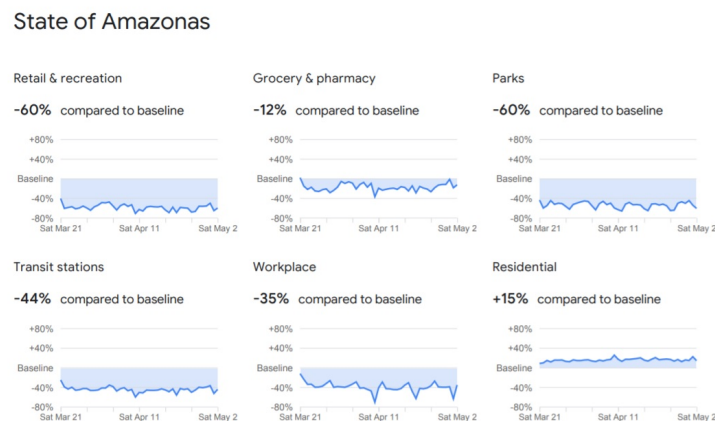 State of Amazonas
Retail & recreation
-60% compared to baseline
+80%
+40%
Baseline
-40%
-80%
Sat Mar 21 Sat Apr 11 Sat May 2
Grocery & pharmacy
-12% compared to baseline
+80%
+40%
Baseline
-40%
-80%
Sat Mar 21 Sat Apr 11 Sat May 2
Parks
-60% compared to baseline
+80%
+40%
Baseline
-40%
-80%
Sat Mar 21 Sat Apr 11 Sat May 2
Transit stations
-44% compared to baseline
+80%
+40%
Baseline
-40%
-80%
Sat Mar 21 Sat Apr 11 Sat May 2
Workplace
-35% compared to baseline
+80%
+40%
Baseline
-40%
-80%
Sat Mar 21 Sat Apr 11 Sat May 2
Residential
+15% compared to baseline
+80%
+40%
Baseline
-40%
-80%
Sat Mar 21 Sat Apr 11 Sat May 2